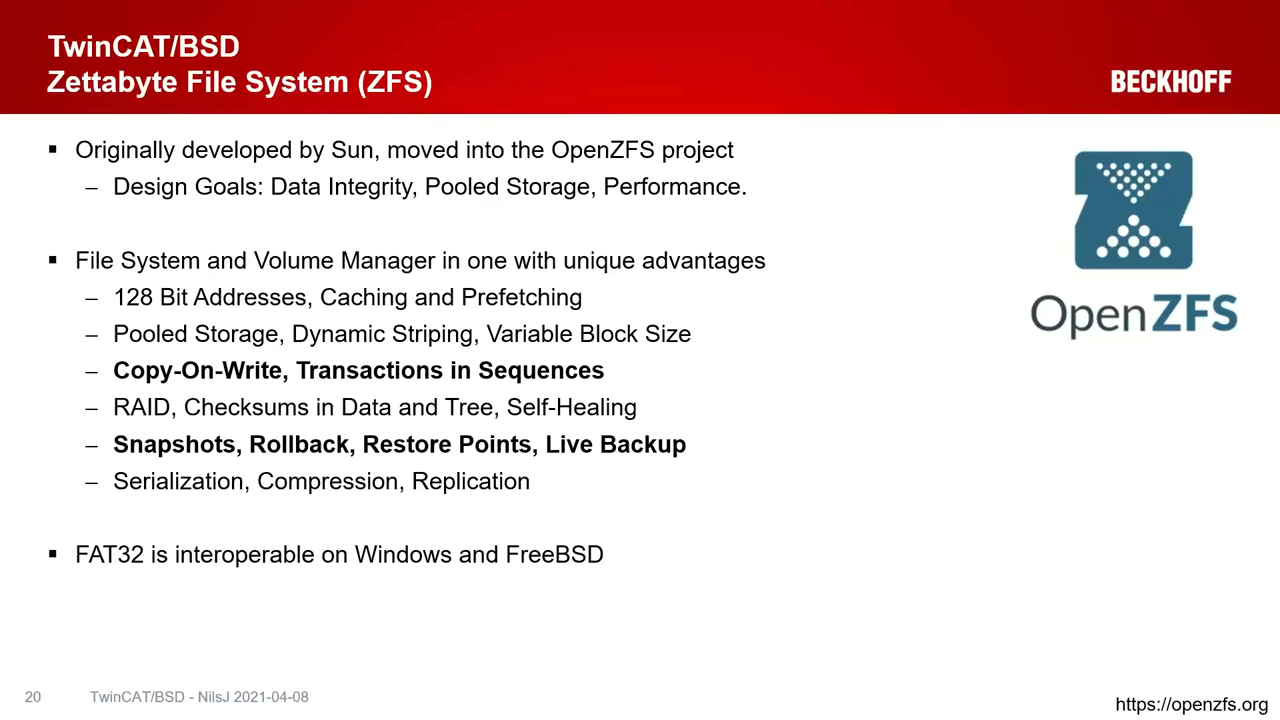 TwinCAT/BSD
Zettabyte File System (ZFS)
BECKHOFF
▪ Originally developed by Sun, moved into the OpenZFS project
– Design Goals: Data Integrity, Pooled Storage, Performance.
▪ File System and Volume Manager in one with unique advantages
– 128 Bit Addresses, Caching and Prefetching
– Pooled Storage, Dynamic Striping, Variable Block Size
– Copy-On-Write, Transactions in Sequences
– RAID, Checksums in Data and Tree, Self-Healing
– Snapshots, Rollback, Restore Points, Live Backup
– Serialization, Compression, Replication
▪ FAT32 is interoperable on Windows and FreeBSD
OpenZFS
20 TwinCAT/BSD - NilsJ 2021-04-08
https://openzfs.org